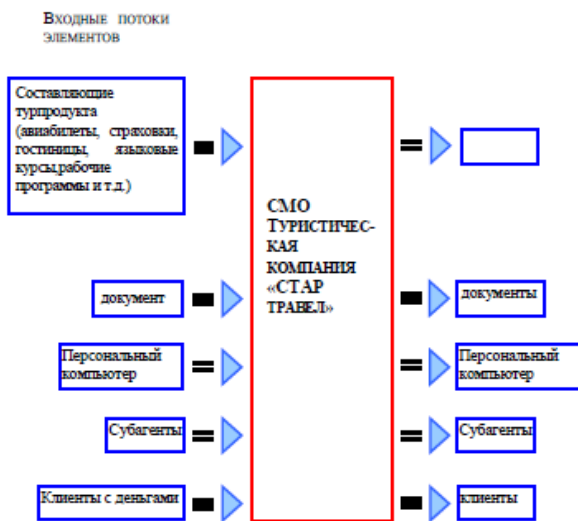 Входные потоки
элементов
Составляющие
турпродукта
(авиабилеты, страховки,
гостиницы, языковые
курсы,рабочие
программы и т.д.)
СМО
Туристичес-
кая
компания
«Стар
травел»
документ
документы
Персональный
компьютер
Персональный
компьютер
Субагенты
Субагенты
Клиенты с деньгами
клиенты